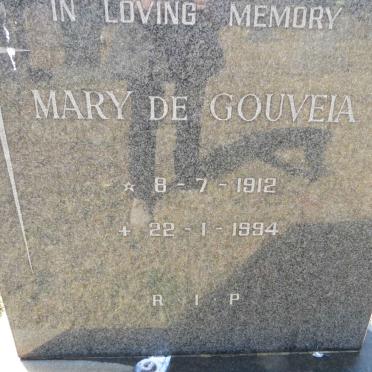 IN LOVING MEMORY
MARY DE GOUVEIA
☆ 8 - 7 - 1912
+ 22 - 1 - 1994
R I P